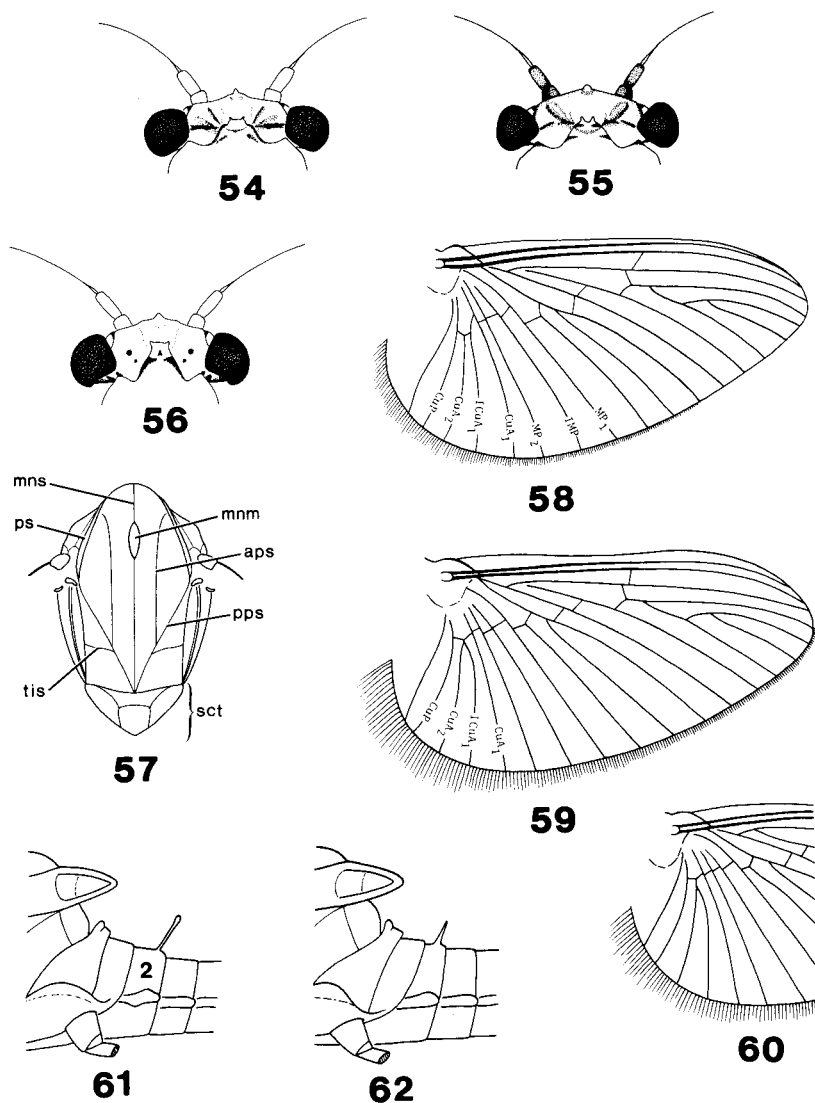 54
55
56
CuP
CuA2
ICuA1
CuA1
MP2
IMP
MP1
58
mns
ps
mnm
aps
pps
tis
sct
57
CuP
CuA2
ICuA1
CuA1
59
2
61
62
60